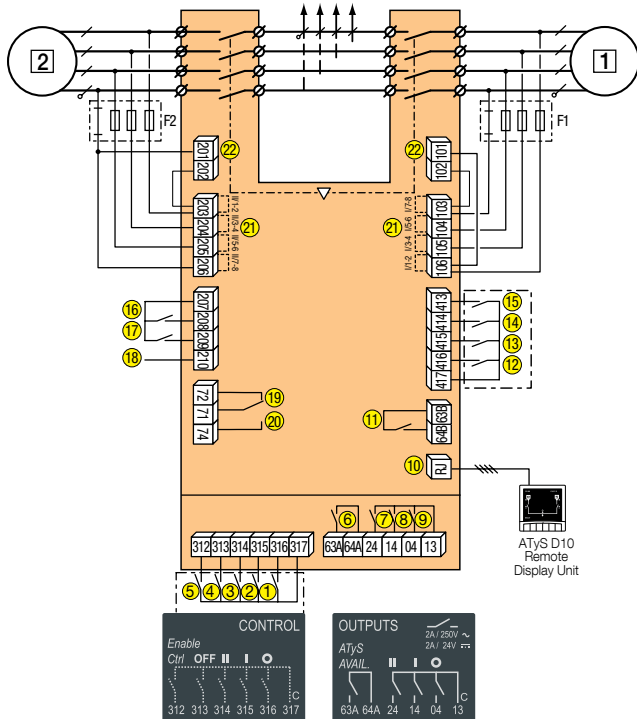 2
1
F2
F1
201
202
22
22
101
102
203
204
205
206
II/1-2
II/3-4
II/5-6
II/7-8
21
21
I/7-8
I/5-6
I/3-4
I/1-2
103
104
105
106
16
17
18
207
208
209
210
413
414
415
416
417
15
14
13
12
72
71
74
19
20
11
63B
64B
10
RJ
ATyS D10
Remote
Display Unit
6
7
8
9
312 313 314 315 316 317
63A 64A 24 14 04 13
5 4 3 2 1
CONTROL
Enable
Ctrl OFF II I O
C
312 313 314 315 316 317
OUTPUTS
2A / 250V ~
2A / 24V ⎓
ATyS
AVAIL. II I O
C
63A 64A 24 14 04 13